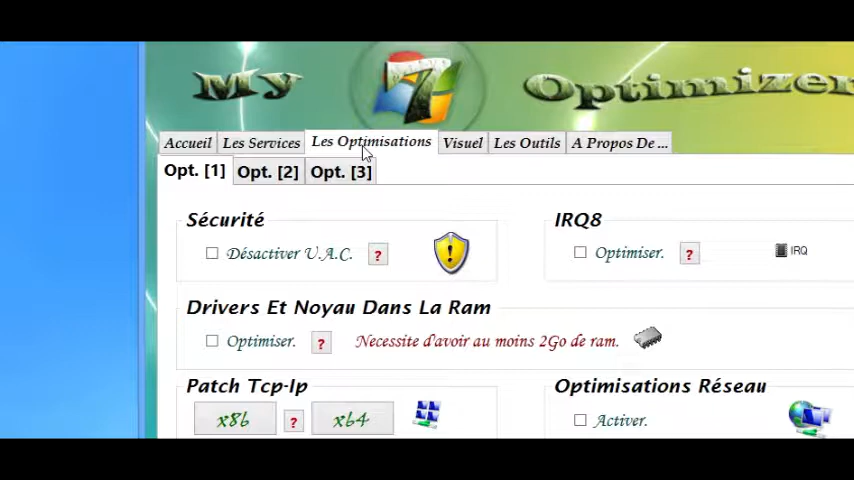 My 7 Optimizer
Accueil Les Services Les Optimisations Visuel Les Outils A Propos De ...
Opt. [1] Opt. [2] Opt. [3]
Sécurité IRQ8
Désactiver U.A.C. ? Optimiser. ? IRQ
Drivers Et Noyau Dans La Ram
Optimiser. ? Necessite d'avoir au moins 2Go de ram.
Patch Tcp-Ip Optimisations Réseau
x86 ? x64 Activer.